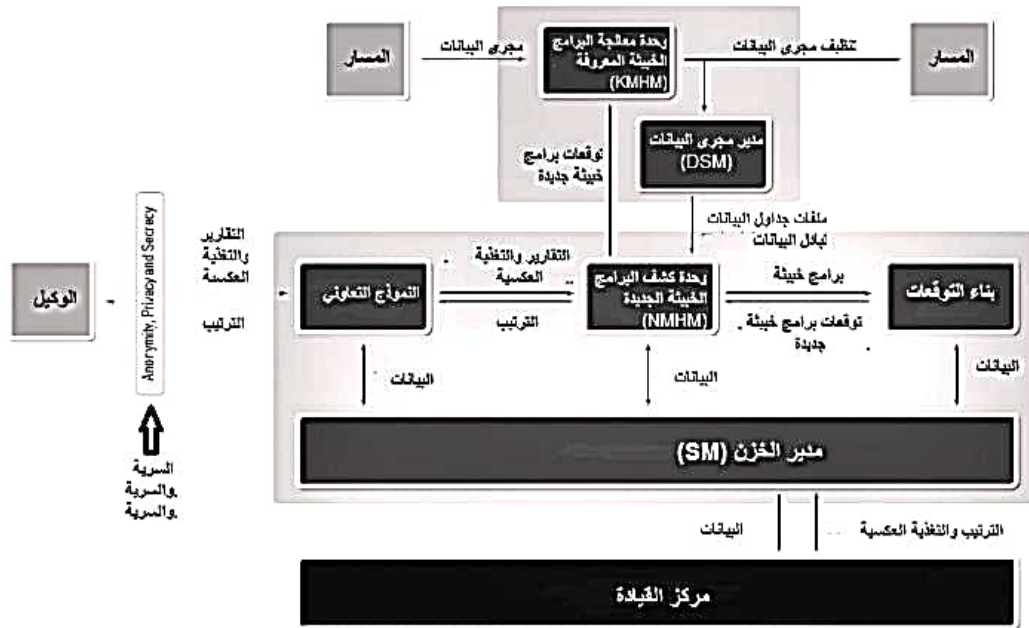 المسار
مجرى البيانات
وحدة معالجة البرامج
الخبيثة المعروفة
(KMHM)
تنظيف مجرى البيانات
المسار
مدير مجرى البيانات
(DSM)
توقعات برامج
خبيثة جديدة
ملفات جداول البيانات
تبادل البيانات
الوكيل
Anonymity, Privacy and Secrecy
التقارير
والتغذية
العكسة
الترتيب
النموذج التعاوني
التقارير والتغذية
العكسية
الترتيب
وحدة كشف البرامج
الخبيثة الجديدة
(NMHM)
برامج خبيثة
توقعات برامج خبيثة
جديدة
بناء التوقعات
البيانات
البيانات
البيانات
السرية
والسرية.
والسرية.
مدير الخزن (SM)
البيانات
الترتيب والتغذية العكسية
مركز القيادة